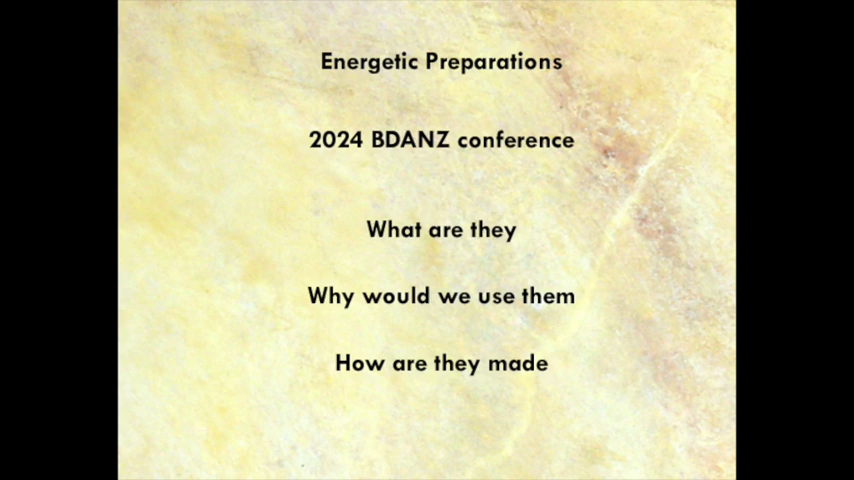 Energetic Preparations
2024 BDANZ conference
What are they
Why would we use them
How are they made